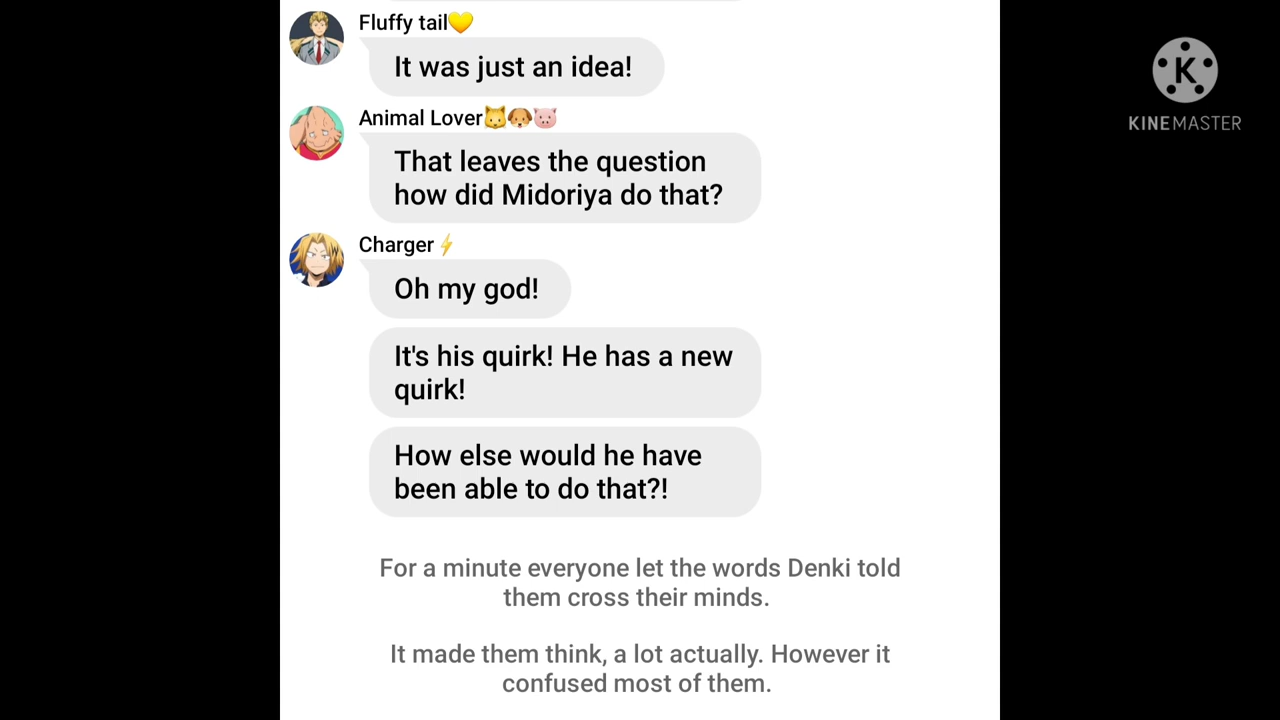 Fluffy tail💛
It was just an idea!
Animal Lover🐱🐶🐷
That leaves the question
how did Midoriya do that?
Charger⚡
Oh my god!
It's his quirk! He has a new
quirk!
How else would he have
been able to do that?!
For a minute everyone let the words Denki told
them cross their minds.
It made them think, a lot actually. However it
confused most of them.
K
KINEMASTER